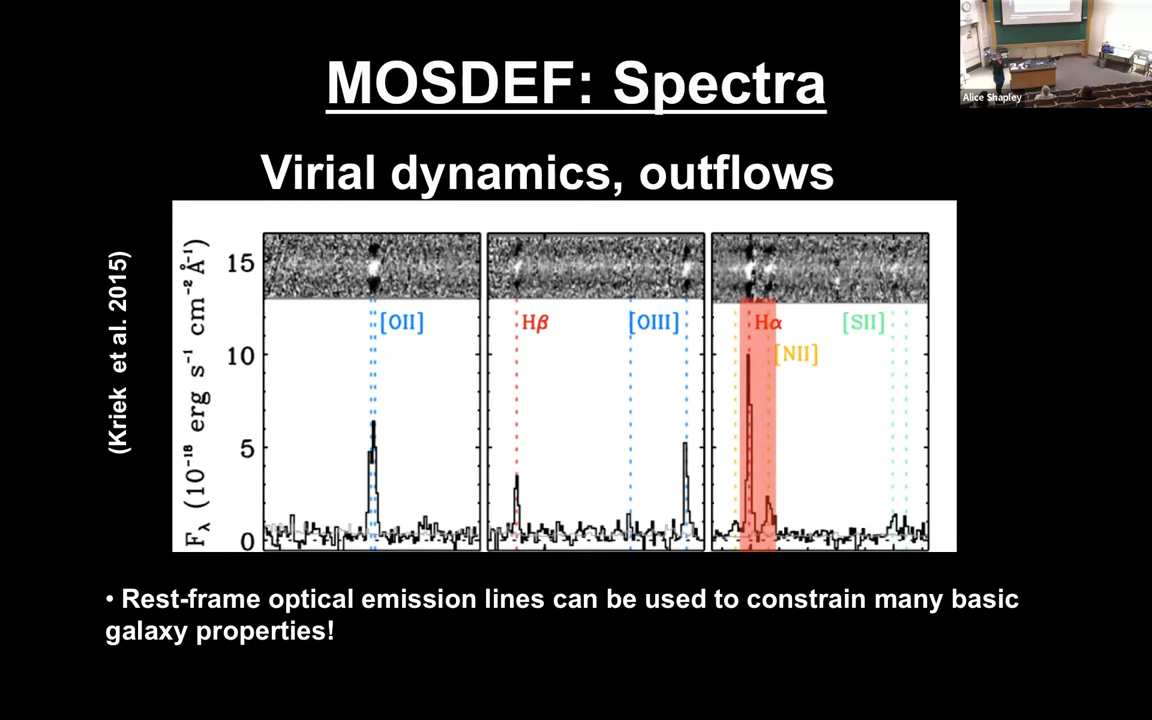 MOSDEF: Spectra
Alice Shapley
Virial dynamics, outflows
(Kriek et al. 2015)
F_λ (10⁻¹⁸ erg s⁻¹ cm⁻² Å⁻¹)
15
10
5
0
[OII]
Hβ
[OIII]
Hα
[SII]
[NII]
• Rest-frame optical emission lines can be used to constrain many basic
galaxy properties!